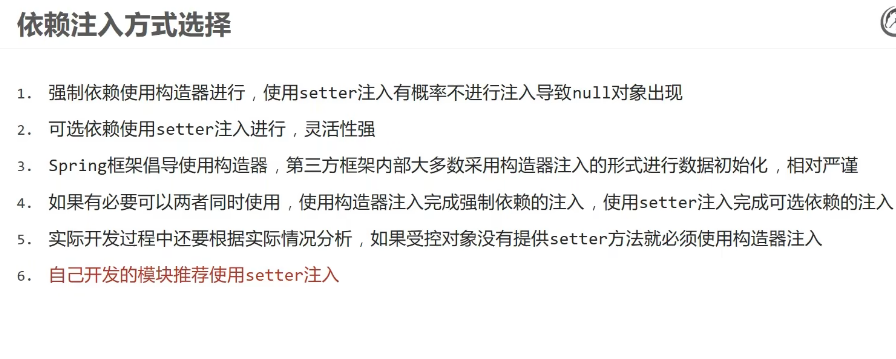 依赖注入方式选择
1. 强制依赖使用构造器进行，使用setter注入有概率不进行注入导致null对象出现
2. 可选依赖使用setter注入进行，灵活性强
3. Spring框架倡导使用构造器，第三方框架内部大多数采用构造器注入的形式进行数据初始化，相对严谨
4. 如果有必要可以两者同时使用，使用构造器注入完成强制依赖的注入，使用setter注入完成可选依赖的注入
5. 实际开发过程中还要根据实际情况分析，如果受控对象没有提供setter方法就必须使用构造器注入
6. 自己开发的模块推荐使用setter注入